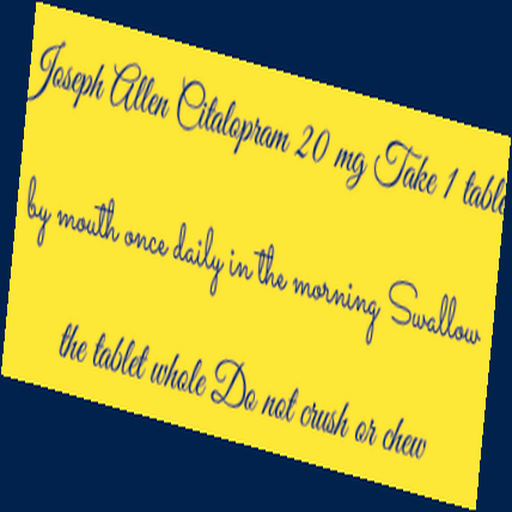 Joseph Allen Citalopram 20 mg Take 1 table
by mouth once daily in the morning Swallow
the tablet whole Do not crush or chew